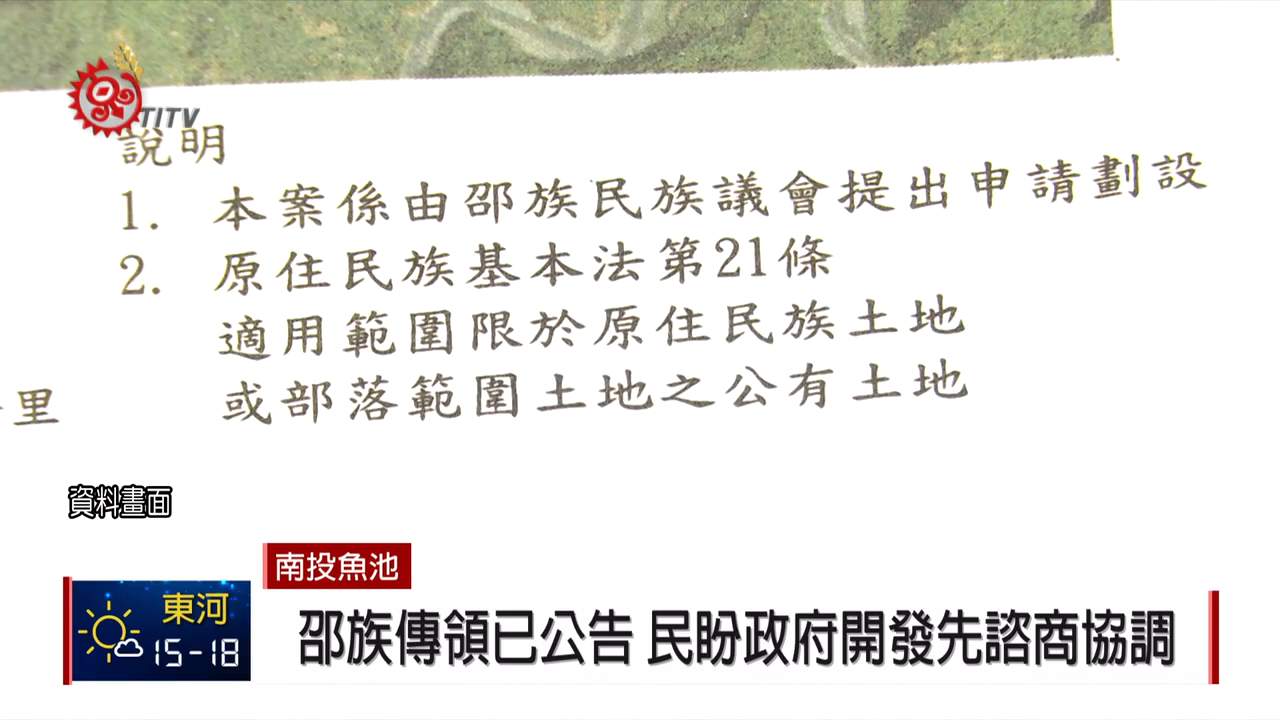 TITV
說明
1. 本案係由邵族民族議會提出申請劃設
2. 原住民族基本法第21條
適用範圍限於原住民族土地
或部落範圍土地之公有土地
里
資料畫面
南投魚池
東河
15-18
邵族傳領已公告 民盼政府開發先諮商協調